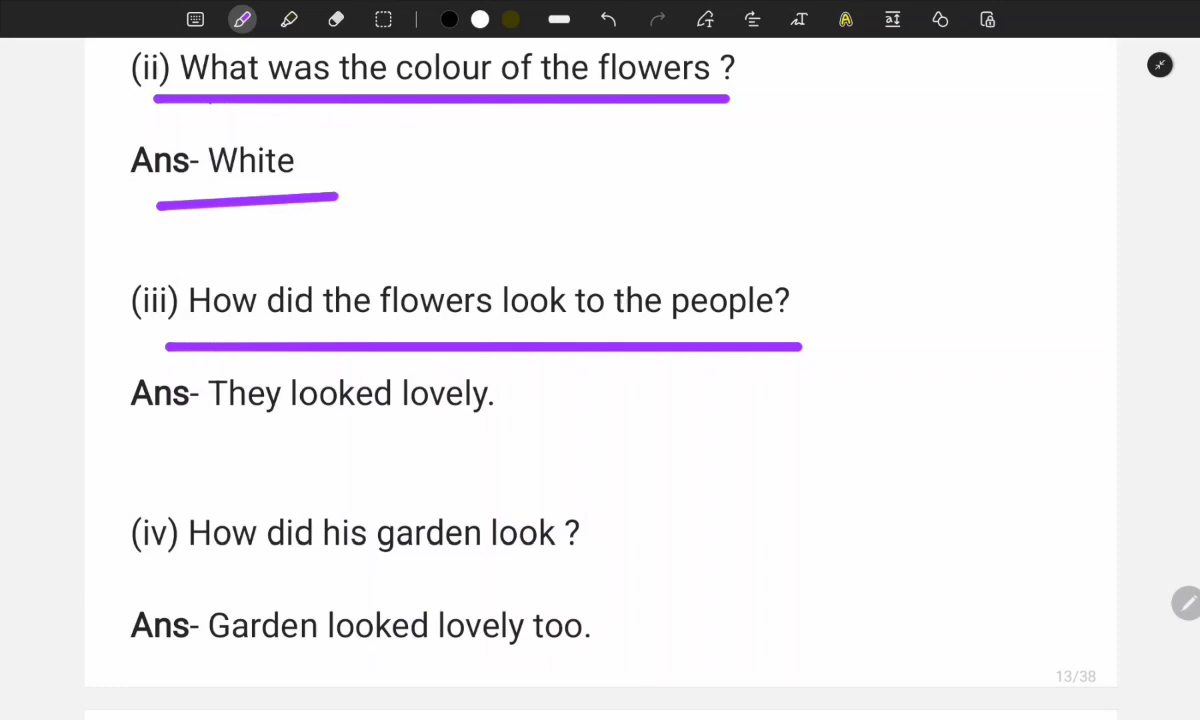 (ii) What was the colour of the flowers ?
Ans- White
(iii) How did the flowers look to the people?
Ans- They looked lovely.
(iv) How did his garden look ?
Ans- Garden looked lovely too.
13/38